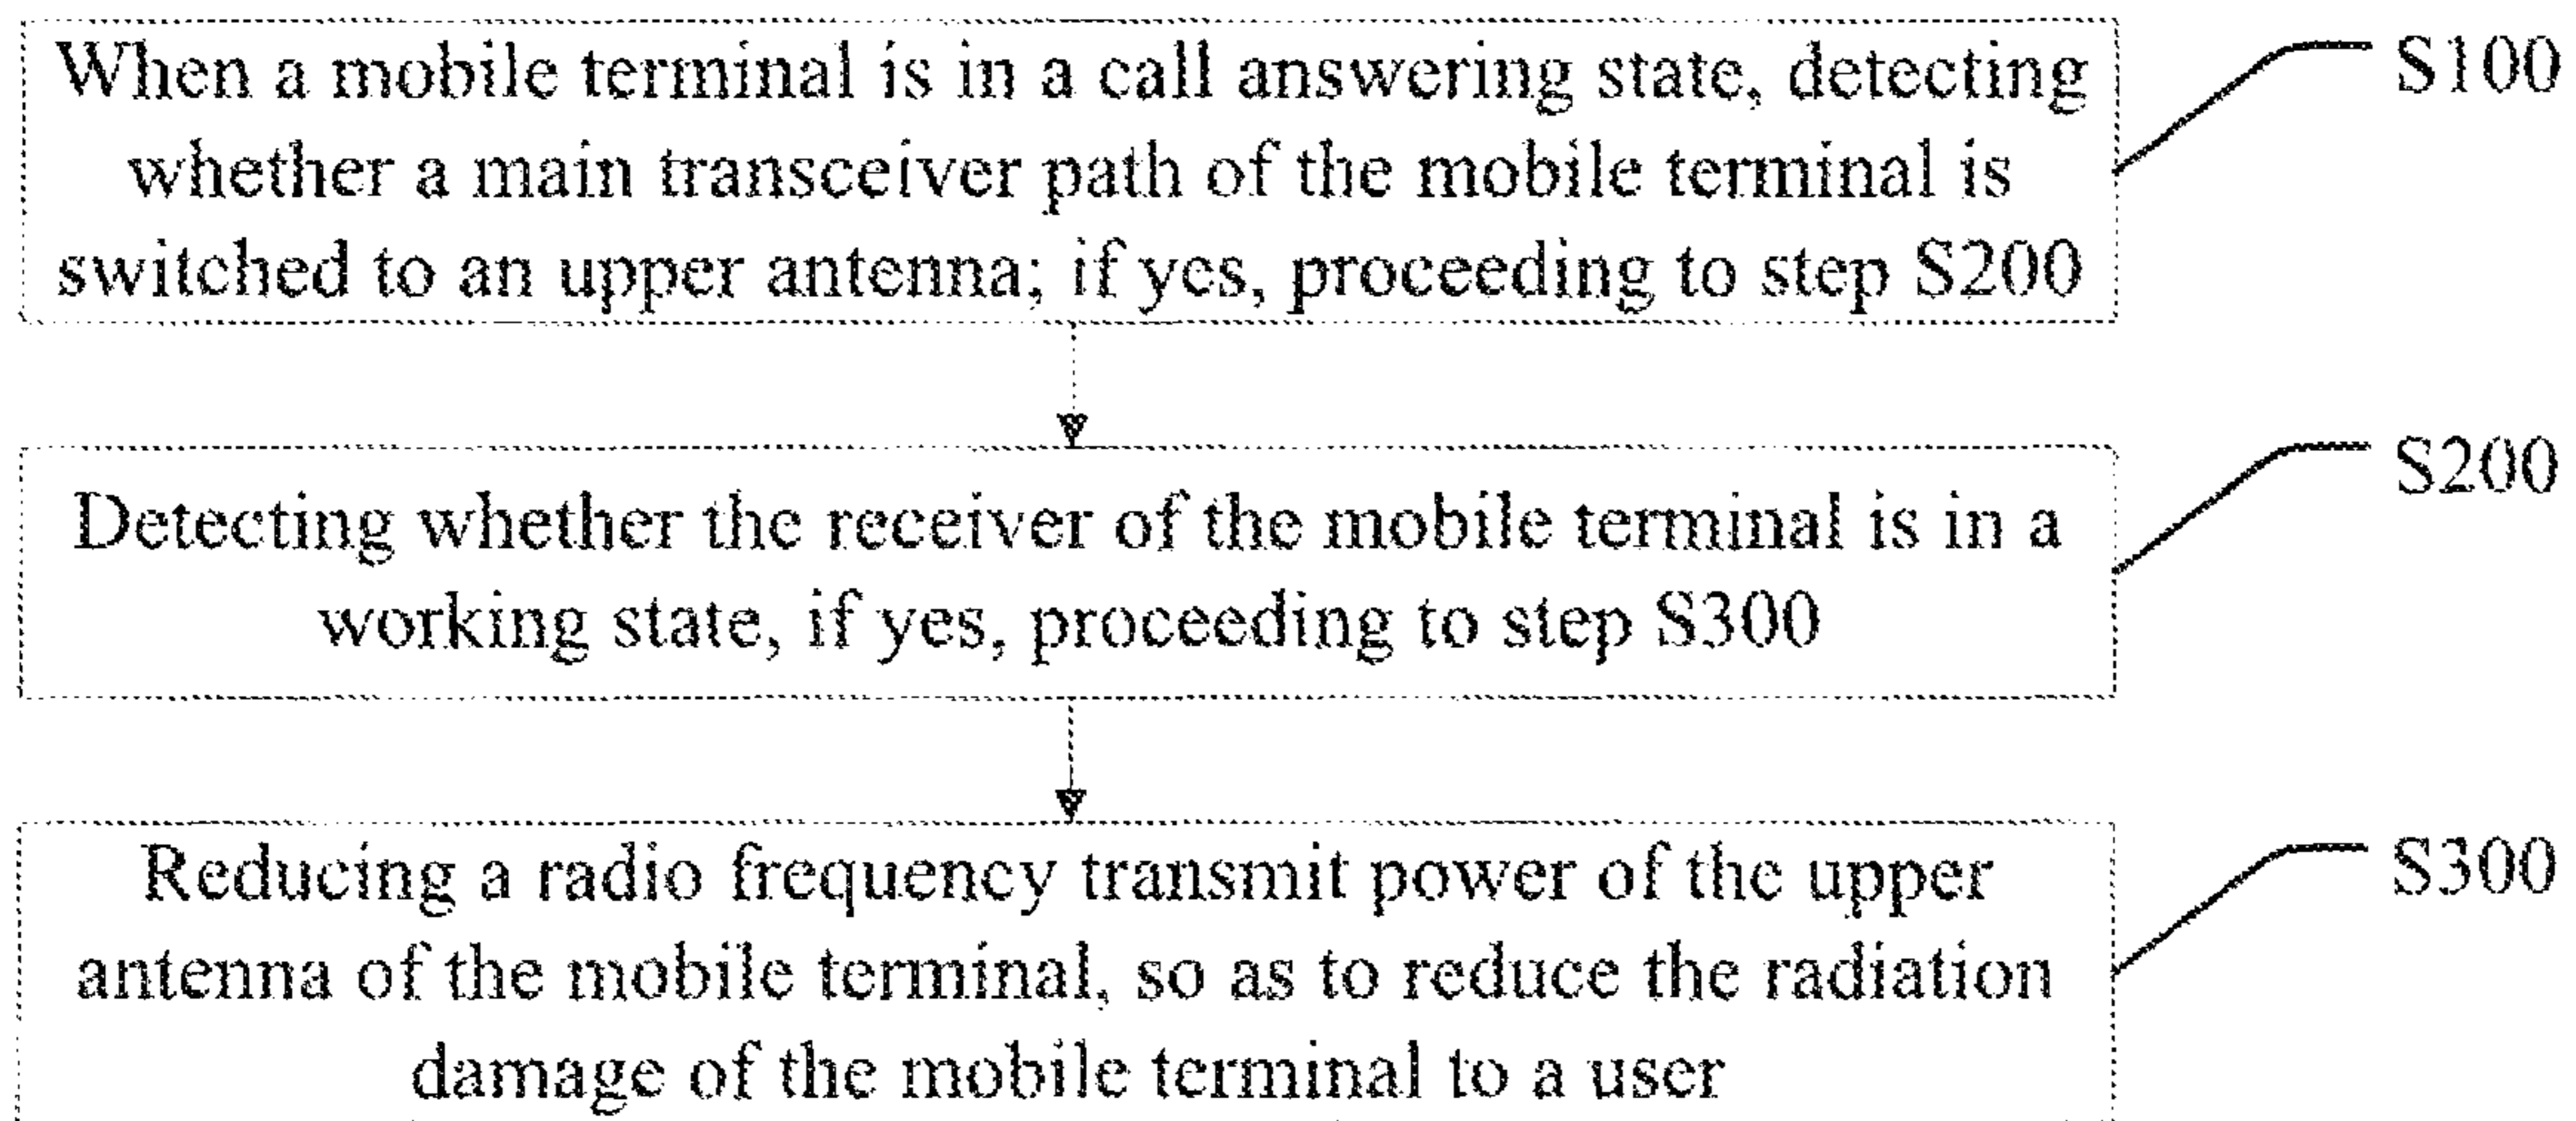 When a mobile terminal is in a call answering state, detecting
whether a main transceiver path of the mobile terminal is
switched to an upper antenna; if yes, proceeding to step S200
S100
Detecting whether the receiver of the mobile terminal is in a
working state, if yes, proceeding to step S300
S200
Reducing a radio frequency transmit power of the upper
antenna of the mobile terminal, so as to reduce the radiation
damage of the mobile terminal to a user
S300